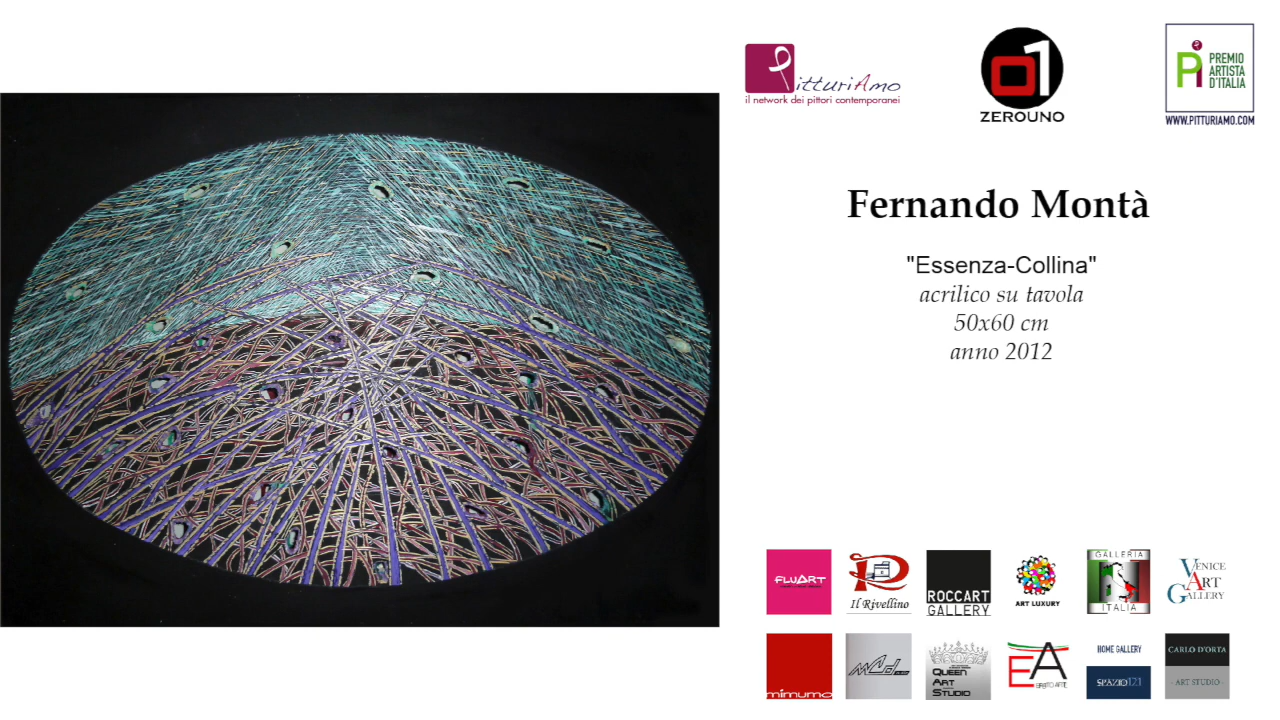 PitturiAmo
il network dei pittori contemporanei
01
ZEROUNO
PREMIO
ARTISTA
D'ITALIA
WWW.PITTURIAMO.COM
Fernando Montà
"Essenza-Collina"
acrilico su tavola
50x60 cm
anno 2012
FLUART
Il Rivellino
ROCCART
GALLERY
ART LUXURY
GALLERIA
ITALIA
VENICE
ART
GALLERY
mimumo
QUEEN
ART
STUDIO
EA
HOME GALLERY
SPAZIO121
CARLO D'ORTA
ART STUDIO